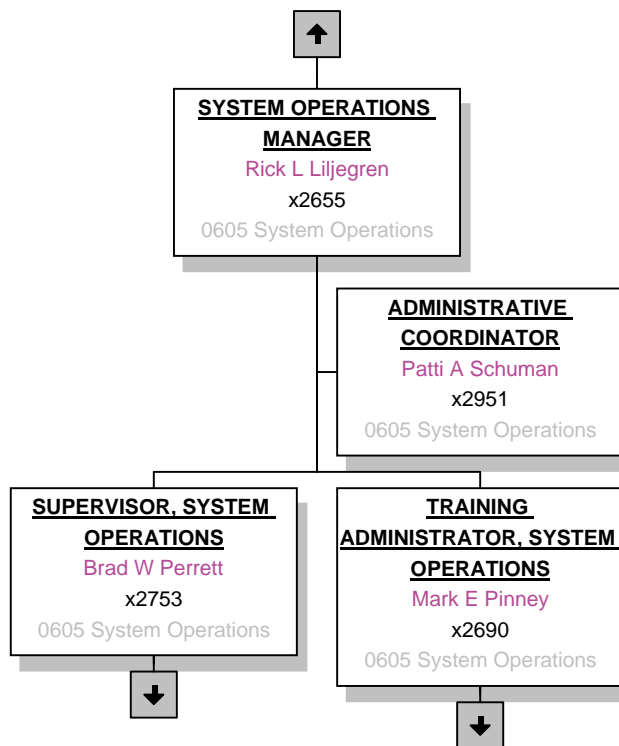 SYSTEM OPERATIONS
MANAGER
Rick L Liljegren
x2655
0605 System Operations
ADMINISTRATIVE
COORDINATOR
Patti A Schuman
x2951
0605 System Operations
SUPERVISOR, SYSTEM
OPERATIONS
Brad W Perrett
x2753
0605 System Operations
TRAINING
ADMINISTRATOR, SYSTEM
OPERATIONS
Mark E Pinney
x2690
0605 System Operations